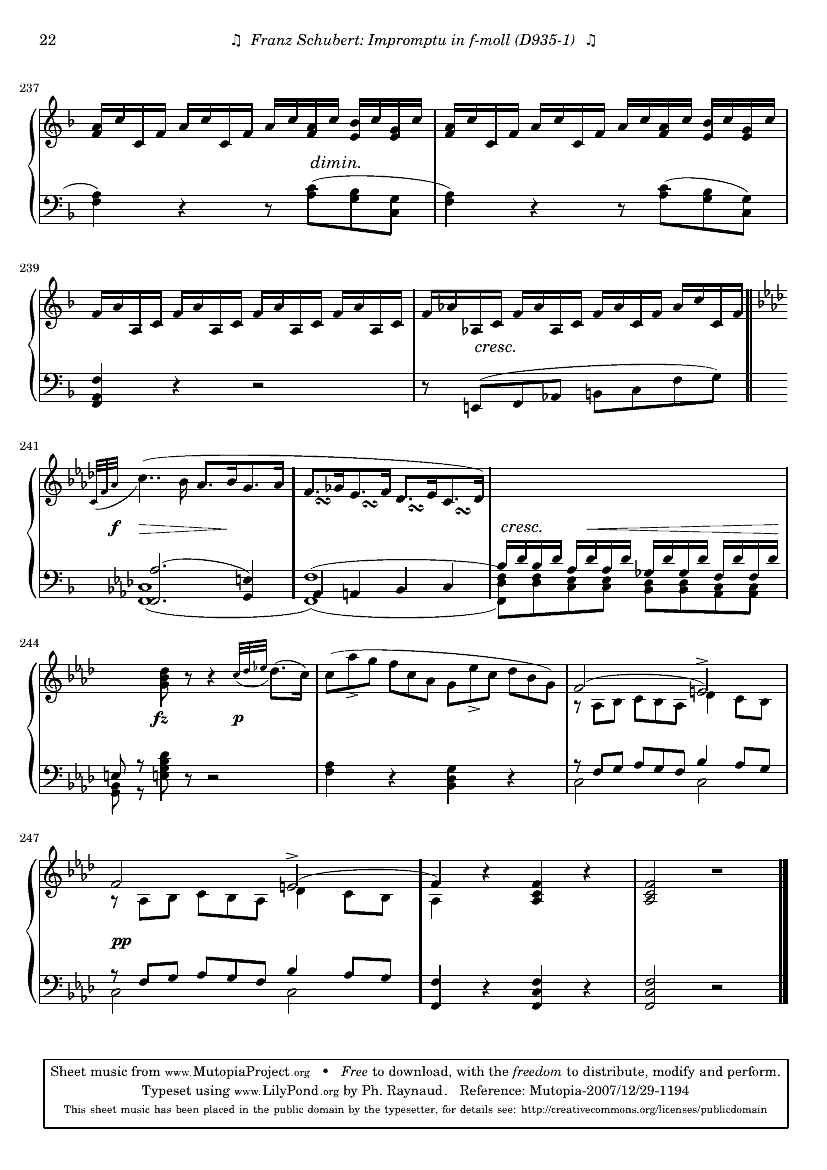 22
♫ Franz Schubert: Impromptu in f-moll (D935-1) ♫
237
dimin.
239
cresc.
241
f
cresc.
244
fz p
247
pp
Sheet music from www.MutopiaProject.org • Free to download, with the freedom to distribute, modify and perform.
Typeset using www.LilyPond.org by Ph. Raynaud. Reference: Mutopia-2007/12/29-1194
This sheet music has been placed in the public domain by the typesetter, for details see: http://creativecommons.org/licenses/publicdomain